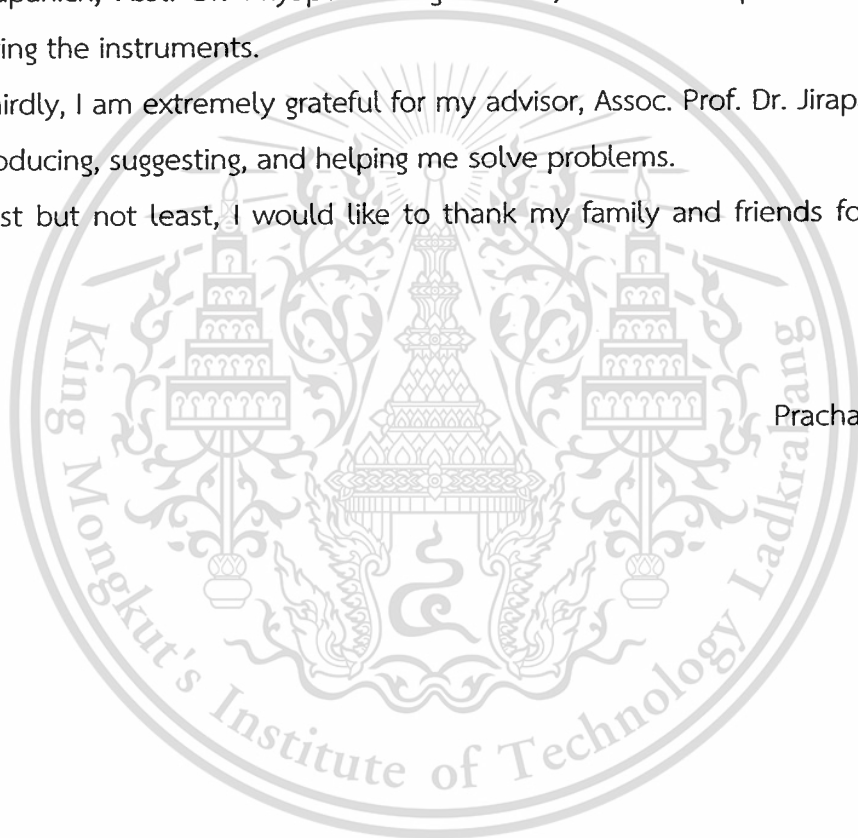 ing the instruments.
irdly, I am extremely grateful for my advisor, Assoc. Prof. Dr. Jirap
oducing, suggesting, and helping me solve problems.
st but not least, I would like to thank my family and friends fo
Pracha
King Mongkut's Institute of Technology Ladkrabang